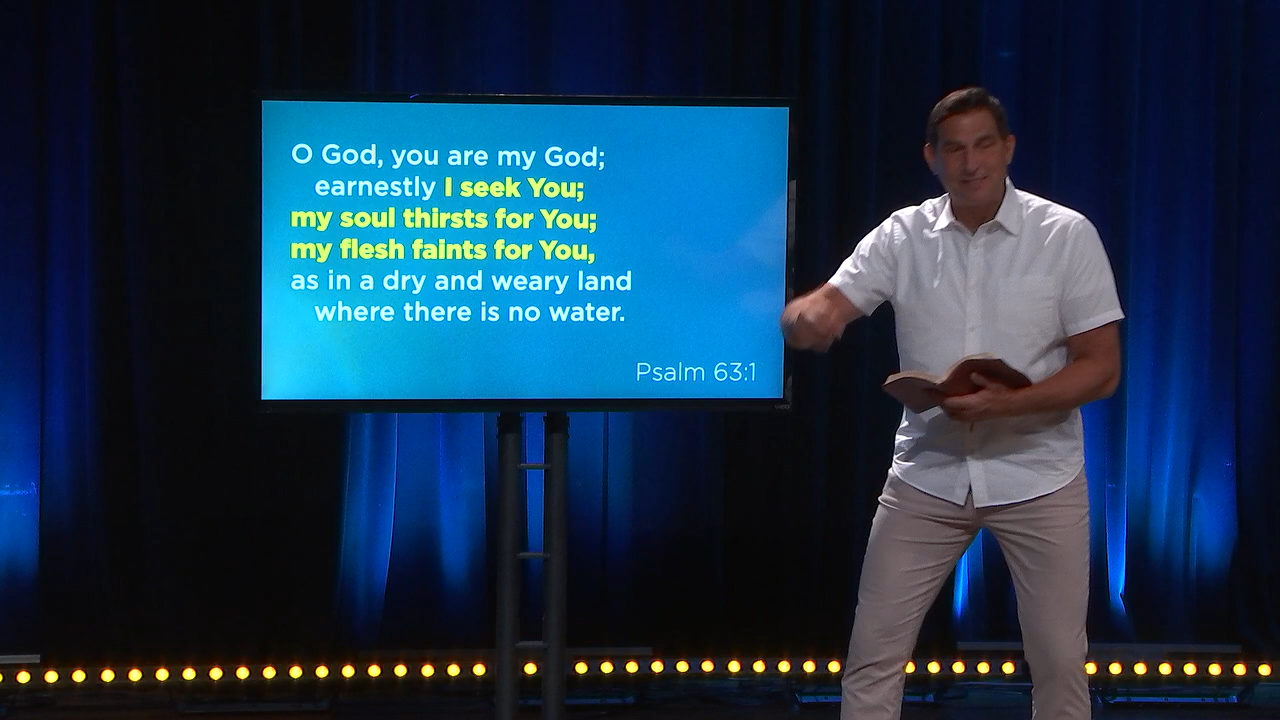 O God, you are my God;
earnestly I seek You;
my soul thirsts for You;
my flesh faints for You,
as in a dry and weary land
where there is no water.
Psalm 63:1